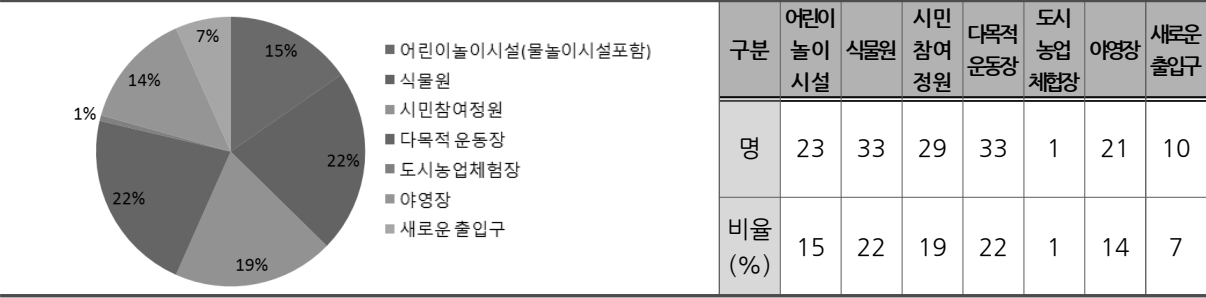 7%
15%
14%
1%
22%
22%
19%
어린이놀이시설(물놀이시설포함)
식물원
시민참여정원
다목적 운동장
도시농업체험장
야영장
새로운 출입구
구분
어린이
놀이
시설
식물원
시민
참여
정원
다목적
운동장
도시
농업
체험장
야영장
새로운
출입구
명 23 33 29 33 1 21 10
비율
(%)
15 22 19 22 1 14 7